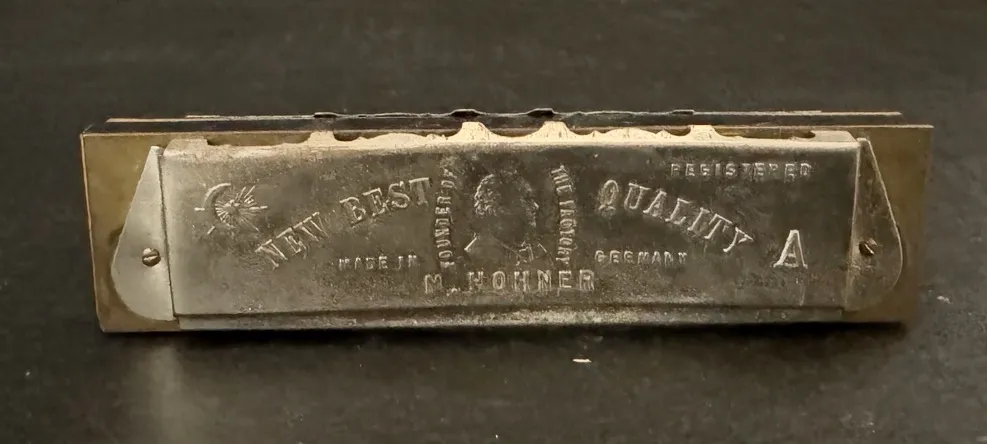 REGISTERED
NEW BEST QUALITY
FOUNDER OF
THE FACTORY
MADE IN GERMANY
A
M. HOHNER